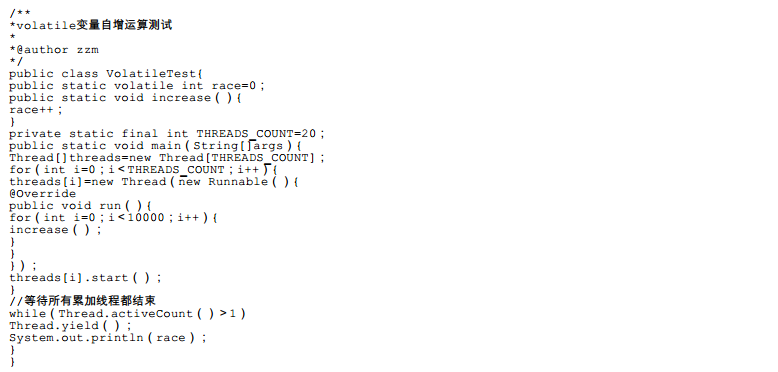 /**
*volatile变量自增运算测试
*
*@author zzm
*/
public class VolatileTest{
public static volatile int race=0；
public static void increase（）{
race++；
}
private static final int THREADS_COUNT=20；
public static void main（String[]args）{
Thread[]threads=new Thread[THREADS_COUNT]；
for（int i=0；i＜THREADS_COUNT；i++）{
threads[i]=new Thread（new Runnable（）{
@Override
public void run（）{
for（int i=0；i＜10000；i++）{
increase（）；
}
}
}）；
threads[i].start（）；
}
//等待所有累加线程都结束
while（Thread.activeCount（）＞1）
Thread.yield（）；
System.out.println（race）；
}
}